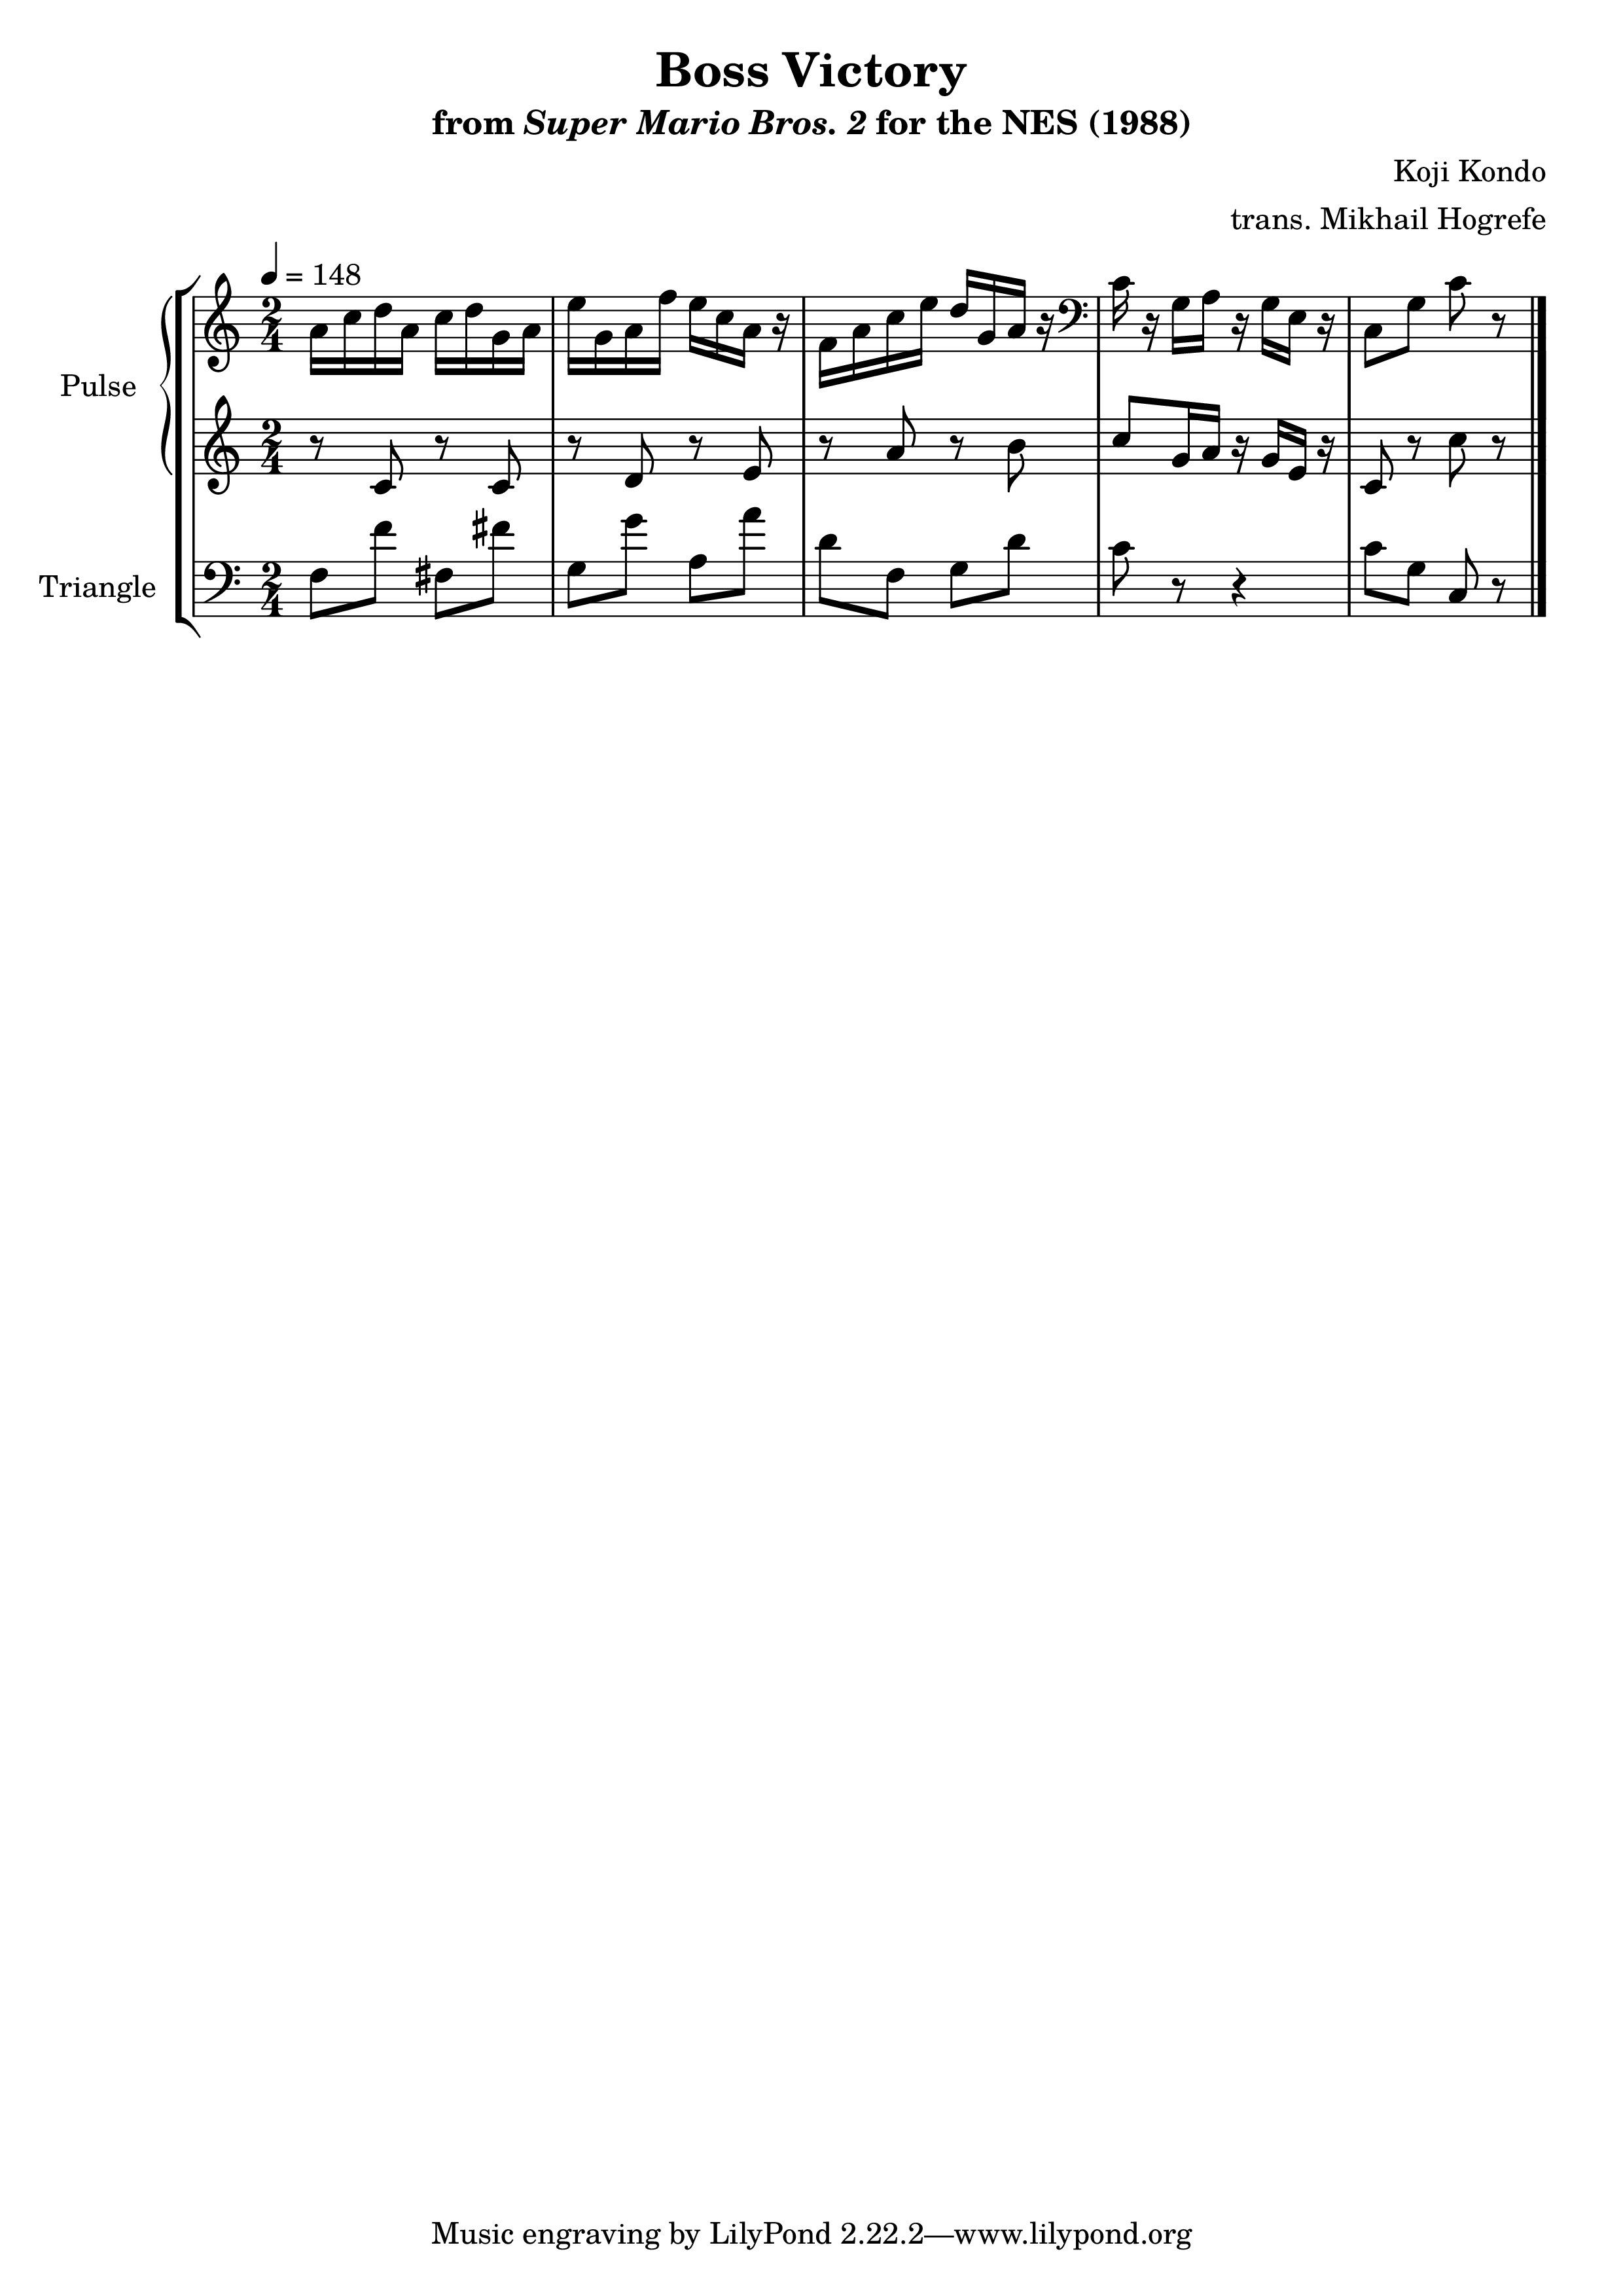 Boss Victory
from Super Mario Bros. 2 for the NES (1988)
Koji Kondo
trans. Mikhail Hogrefe
= 148
Pulse
Triangle
Music engraving by LilyPond 2.22.2—www.lilypond.org